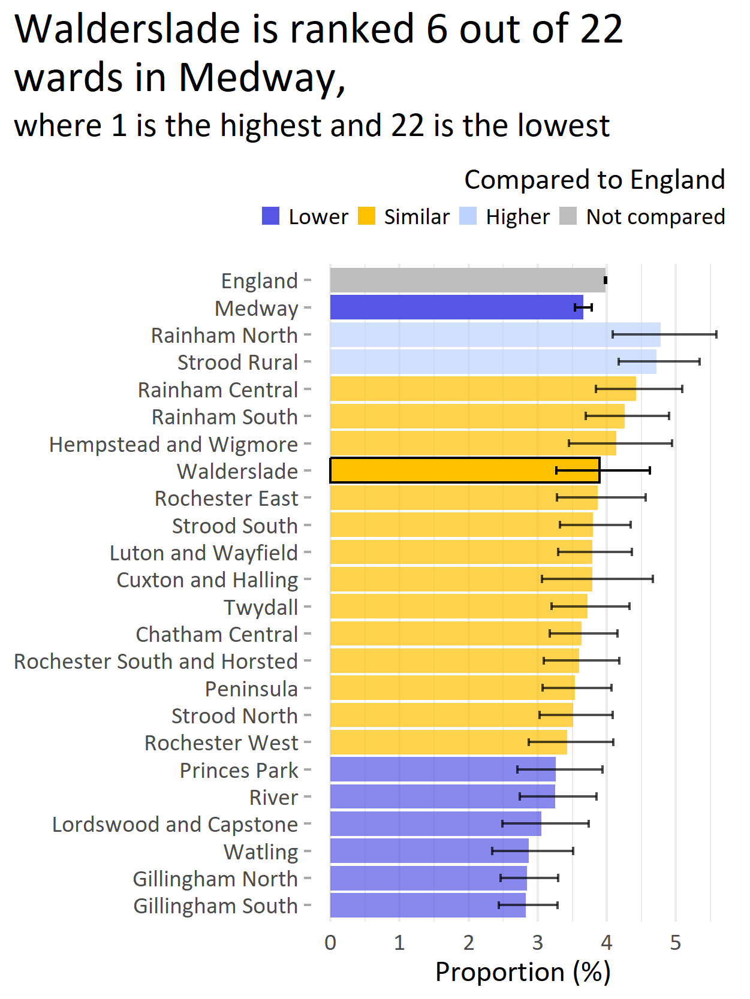 Walderslade is ranked 6 out of 22
wards in Medway,
where 1 is the highest and 22 is the lowest
Compared to England
Lower Similar Higher Not compared
England
Medway
Rainham North
Strood Rural
Rainham Central
Rainham South
Hempstead and Wigmore
Walderslade
Rochester East
Strood South
Luton and Wayfield
Cuxton and Halling
Twydall
Chatham Central
Rochester South and Horsted
Peninsula
Strood North
Rochester West
Princes Park
River
Lordswood and Capstone
Watling
Gillingham North
Gillingham South
0 1 2 3 4 5
Proportion (%)